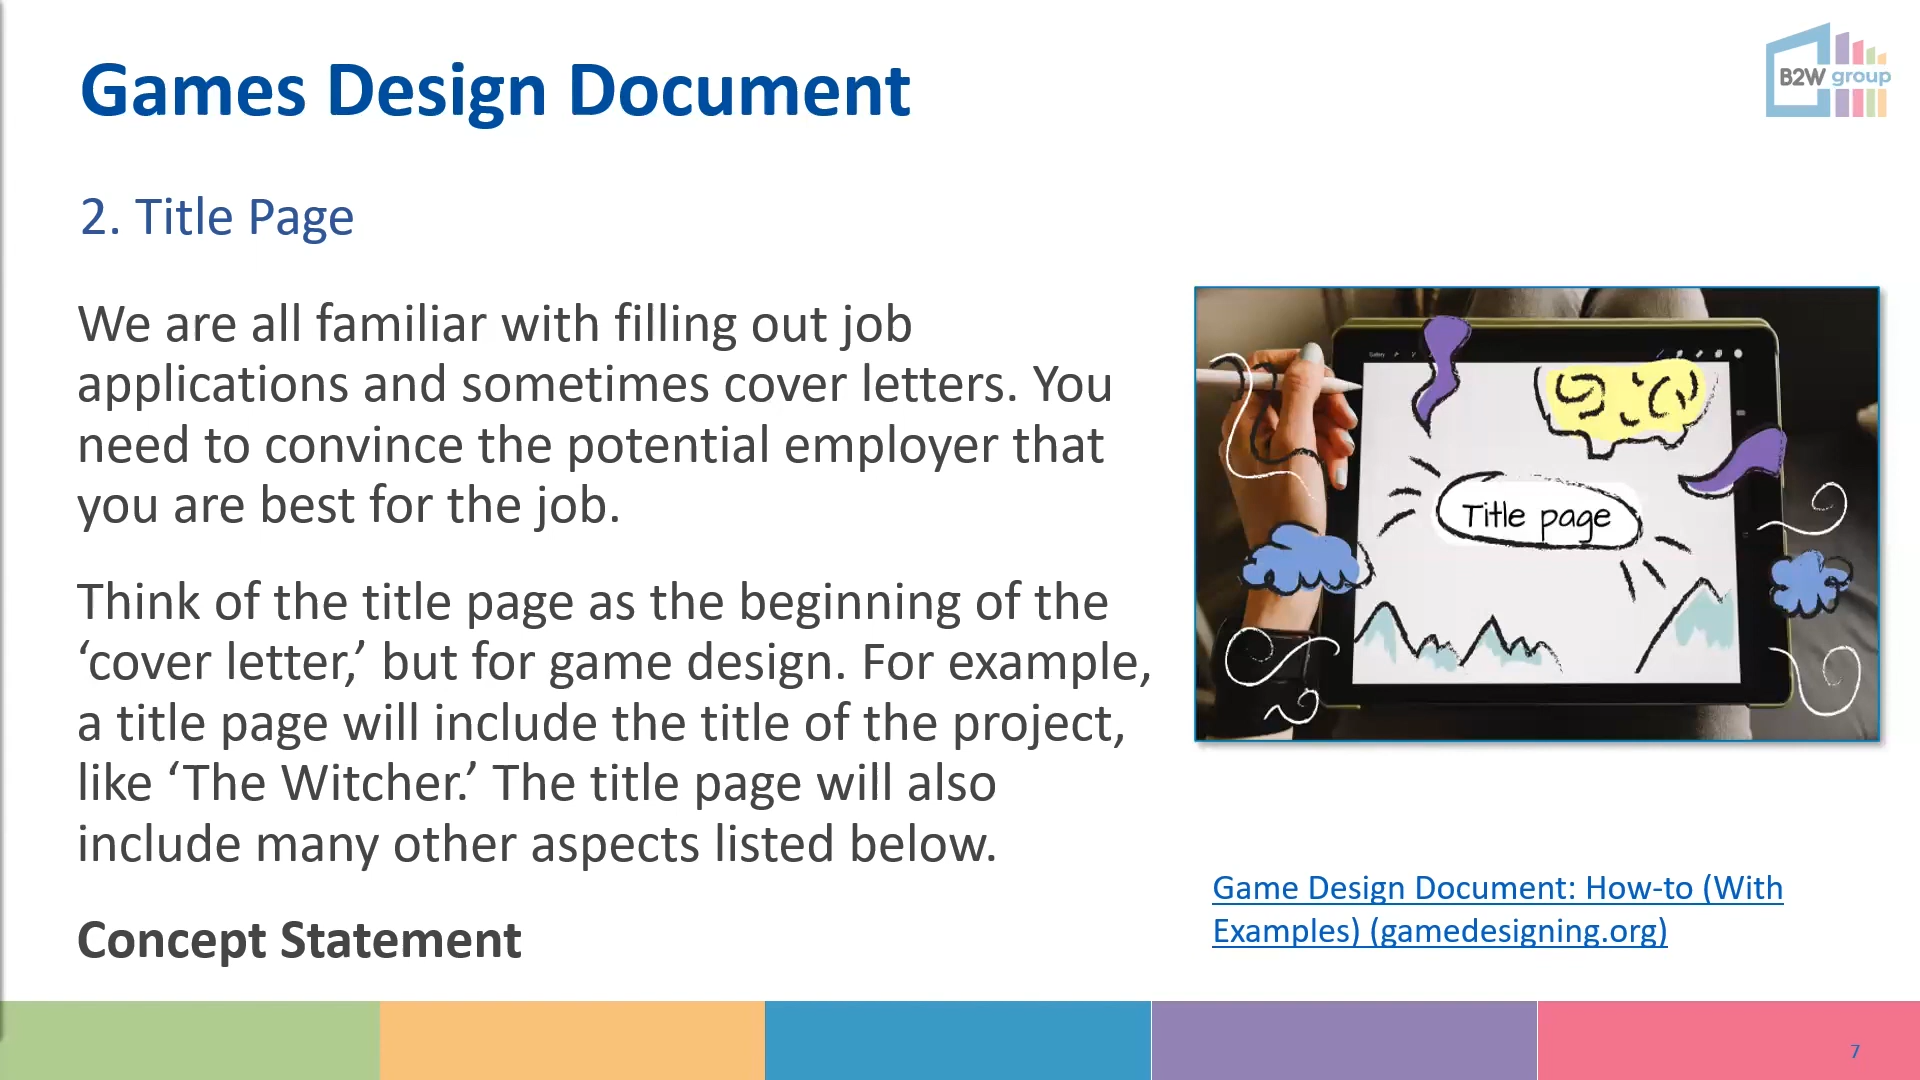 Games Design Document
B2W group
2. Title Page
We are all familiar with filling out job
applications and sometimes cover letters. You
need to convince the potential employer that
you are best for the job.
Think of the title page as the beginning of the
‘cover letter,’ but for game design. For example,
a title page will include the title of the project,
like ‘The Witcher.’ The title page will also
include many other aspects listed below.
Concept Statement
Gallery
Title page
Game Design Document: How-to (With
Examples) (gamedesigning.org)
7